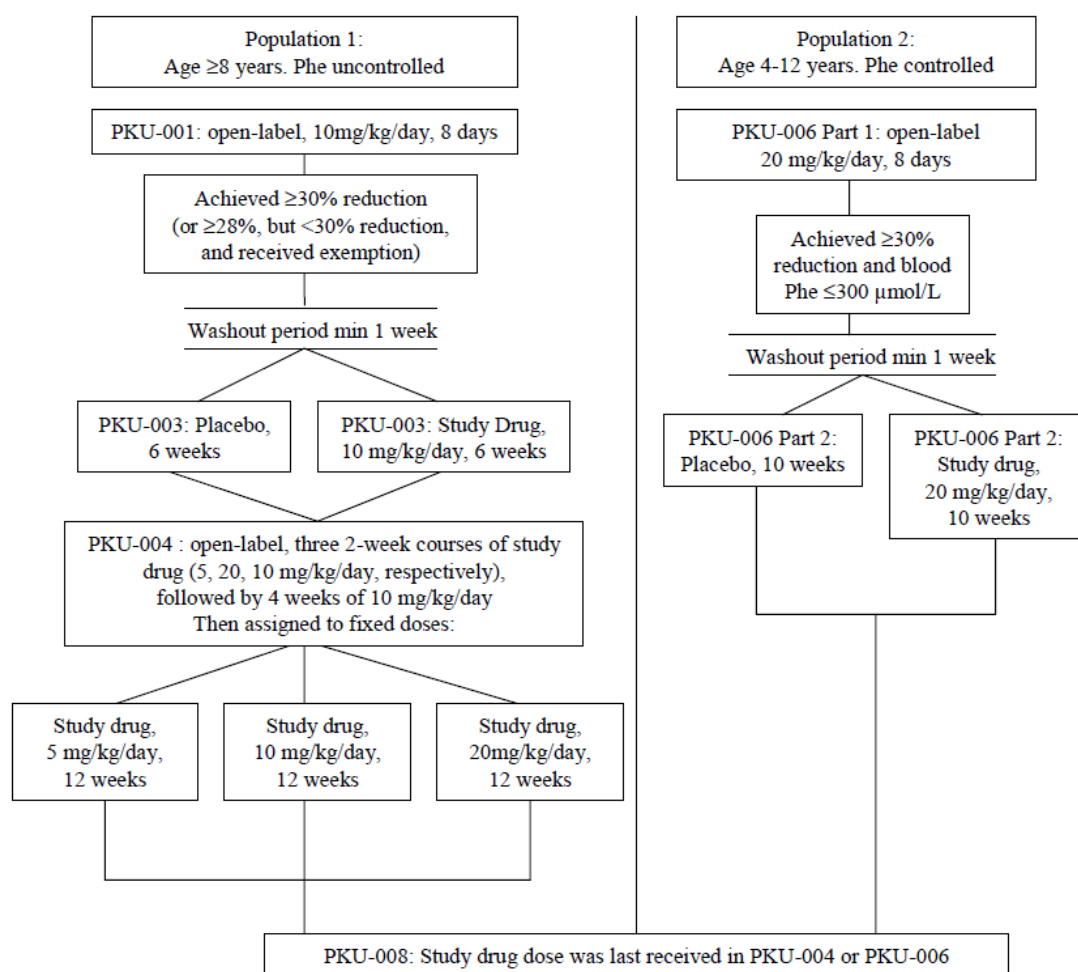 Population 1:
Age ≥8 years. Phe uncontrolled
PKU-001: open-label, 10mg/kg/day, 8 days
Achieved ≥30% reduction
(or ≥28%, but <30% reduction,
and received exemption)
Washout period min 1 week
PKU-003: Placebo,
6 weeks
PKU-003: Study Drug,
10 mg/kg/day, 6 weeks
PKU-004 : open-label, three 2-week courses of study
drug (5, 20, 10 mg/kg/day, respectively),
followed by 4 weeks of 10 mg/kg/day
Then assigned to fixed doses:
Study drug,
5 mg/kg/day,
12 weeks
Study drug,
10 mg/kg/day,
12 weeks
Study drug,
20mg/kg/day,
12 weeks
Population 2:
Age 4-12 years. Phe controlled
PKU-006 Part 1: open-label
20 mg/kg/day, 8 days
Achieved ≥30%
reduction and blood
Phe ≤300 µmol/L
Washout period min 1 week
PKU-006 Part 2:
Placebo, 10 weeks
PKU-006 Part 2:
Study drug,
20 mg/kg/day,
10 weeks
PKU-008: Study drug dose was last received in PKU-004 or PKU-006